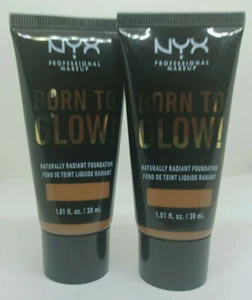 NYX
PROFESSIONAL
MAKEUP
BORN TO
GLOW!
NATURALLY RADIANT FOUNDATION
FOND DE TEINT LIQUIDE RADIANT
1.01 fl. oz. / 30 mL
NYX
PROFESSIONAL
MAKEUP
BORN TO
GLOW!
NATURALLY RADIANT FOUNDATION
FOND DE TEINT LIQUIDE RADIANT
1.01 fl. oz. / 30 mL